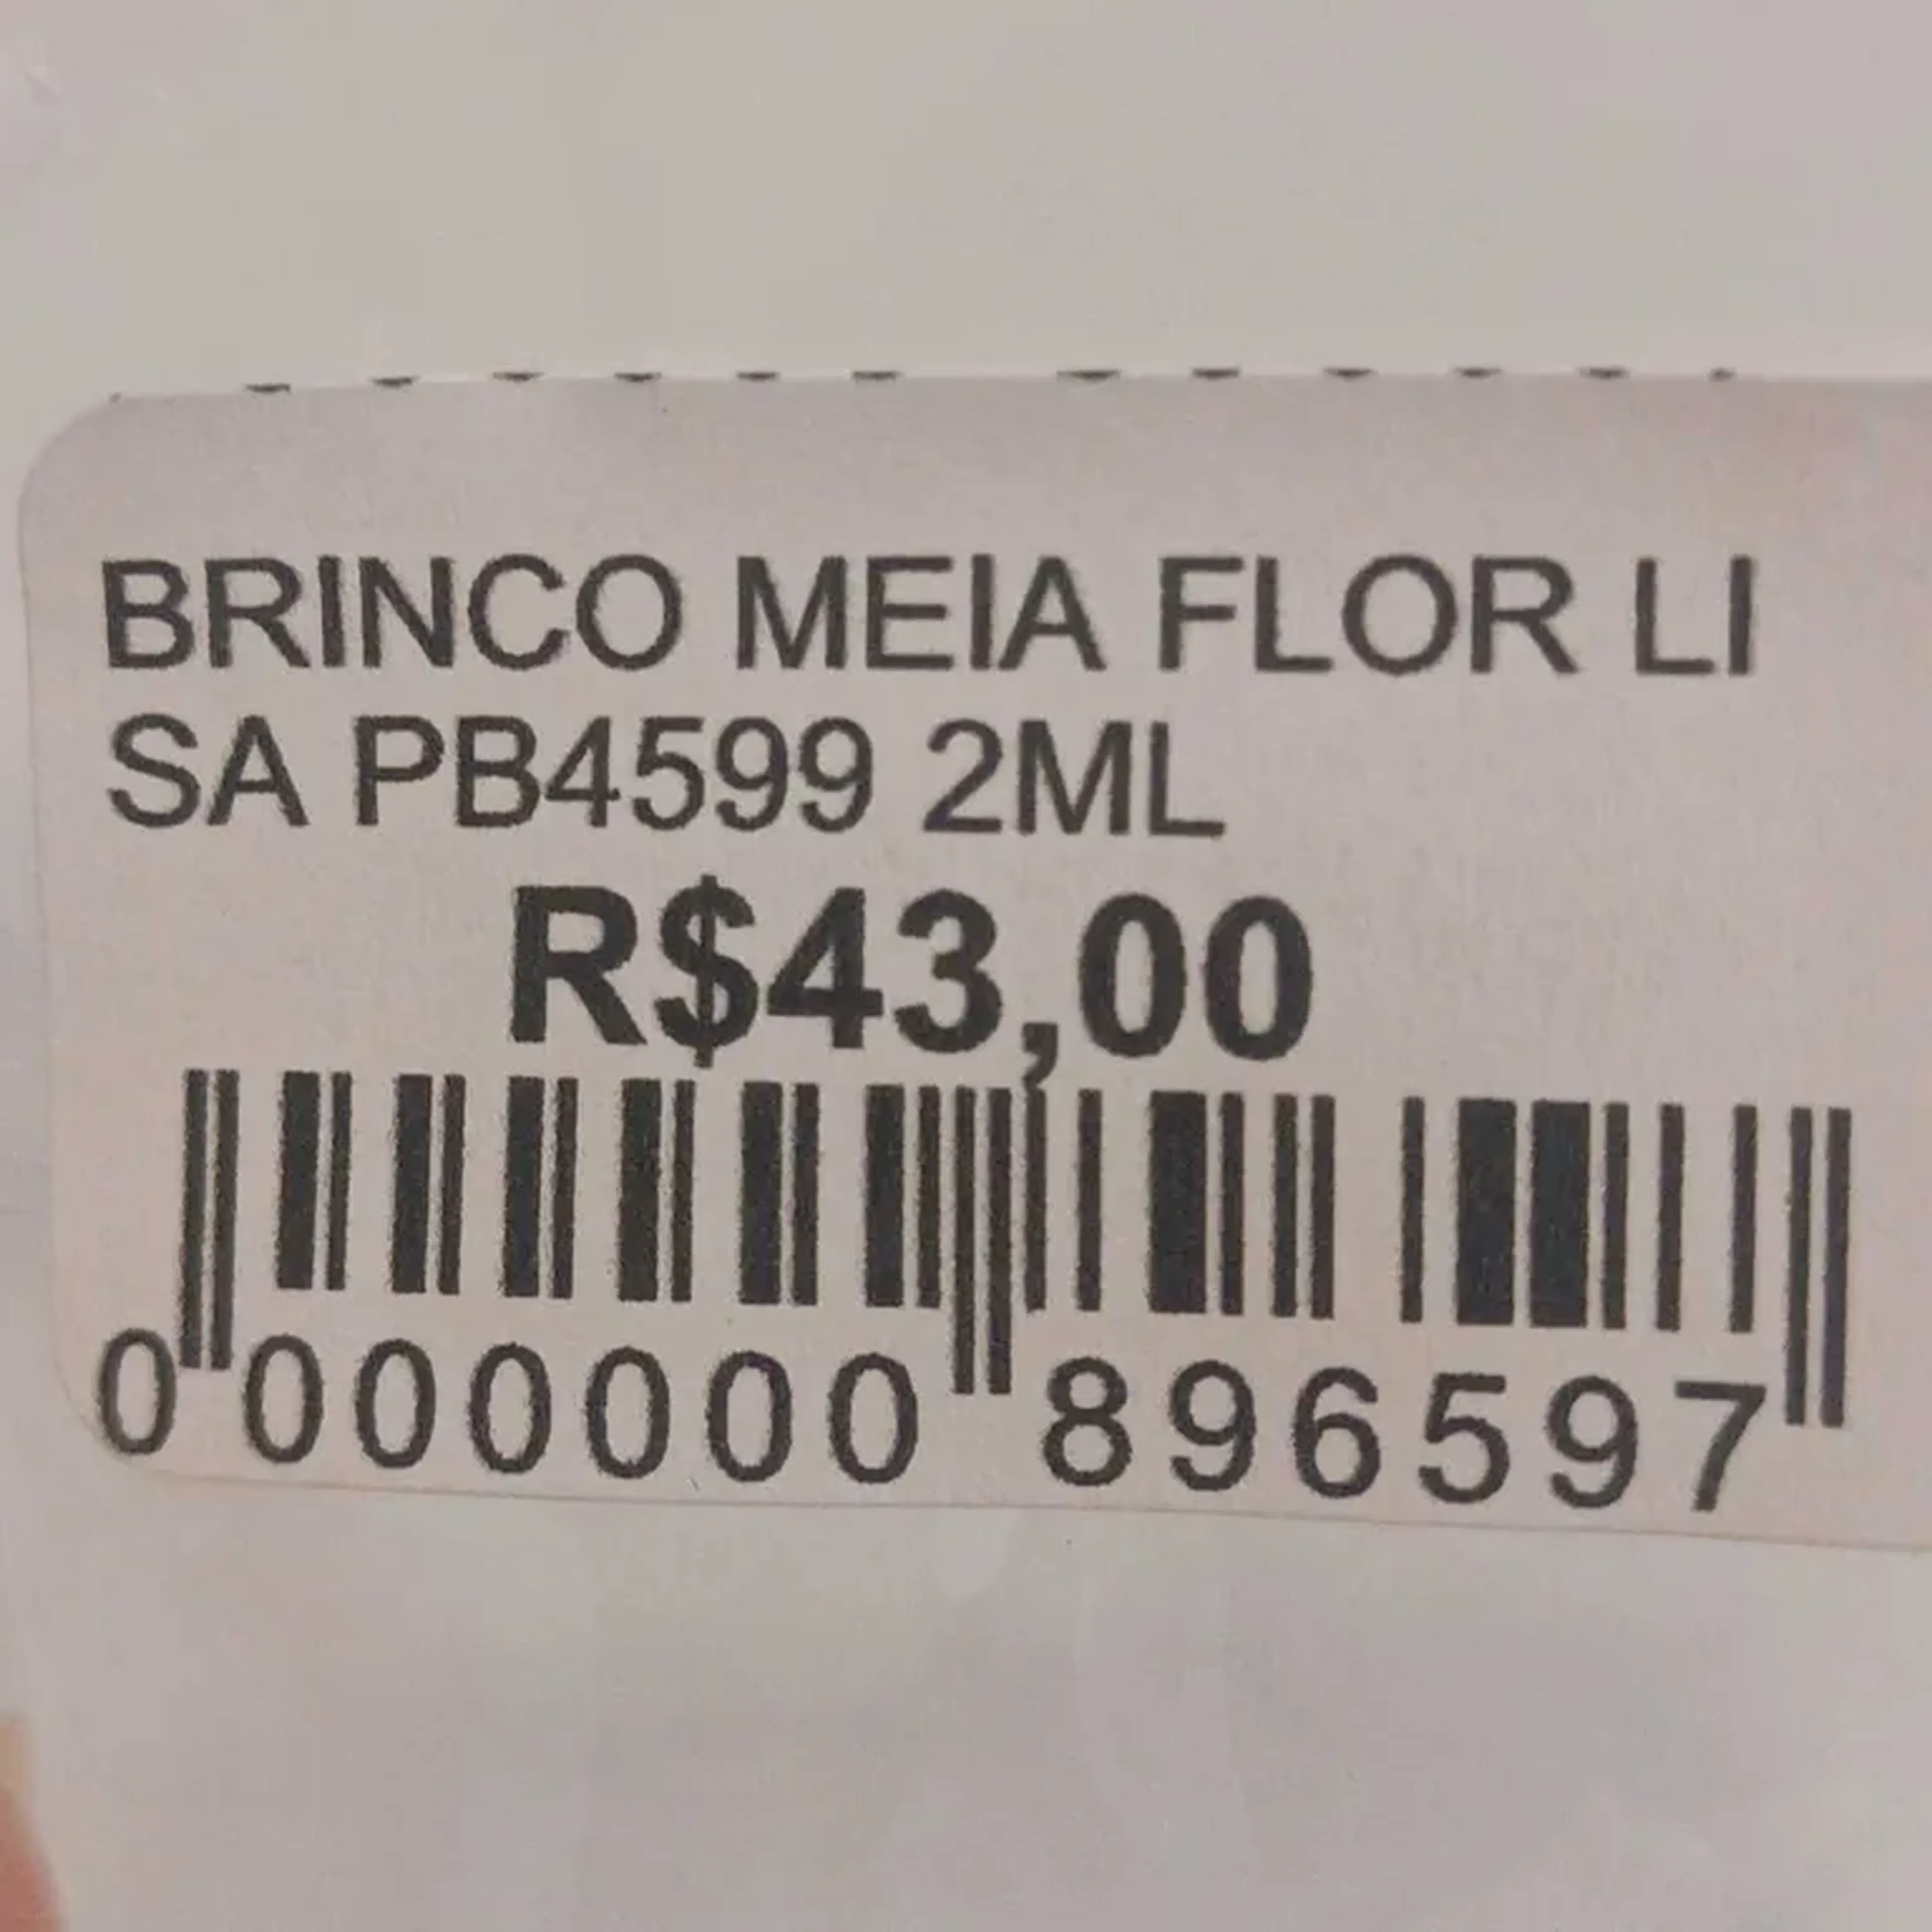 BRINCO MEIA FLOR LI
SA PB4599 2ML
R$43,00
0 000000 896597